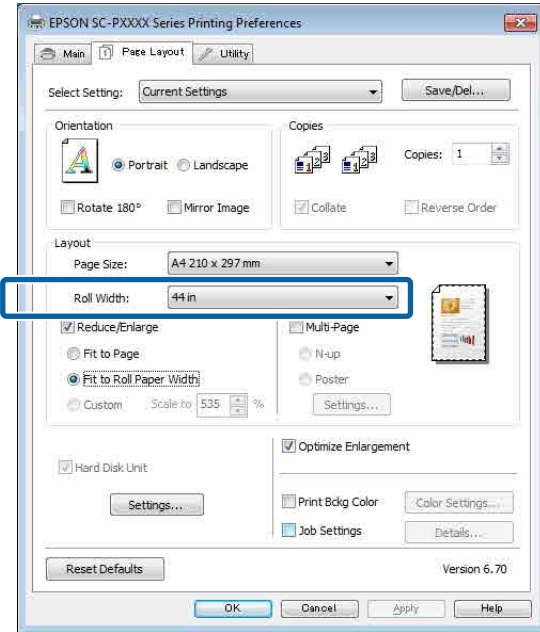 EPSON SC-PXXXX Series Printing Preferences
Main Page Layout Utility
Select Setting: Current Settings Save/Del...
Orientation Copies
Portrait Landscape Copies: 1
Rotate 180° Mirror Image Collate Reverse Order
Layout
Page Size: A4 210 x 297 mm
Roll Width: 44 in
Reduce/Enlarge Multi-Page
Fit to Page N-up
Fit to Roll Paper Width Poster
Custom Scale to 535 % Settings...
Optimize Enlargement
Hard Disk Unit
Settings... Print Bckg Color Color Settings...
Job Settings Details...
Reset Defaults Version 6.70
OK Cancel Apply Help